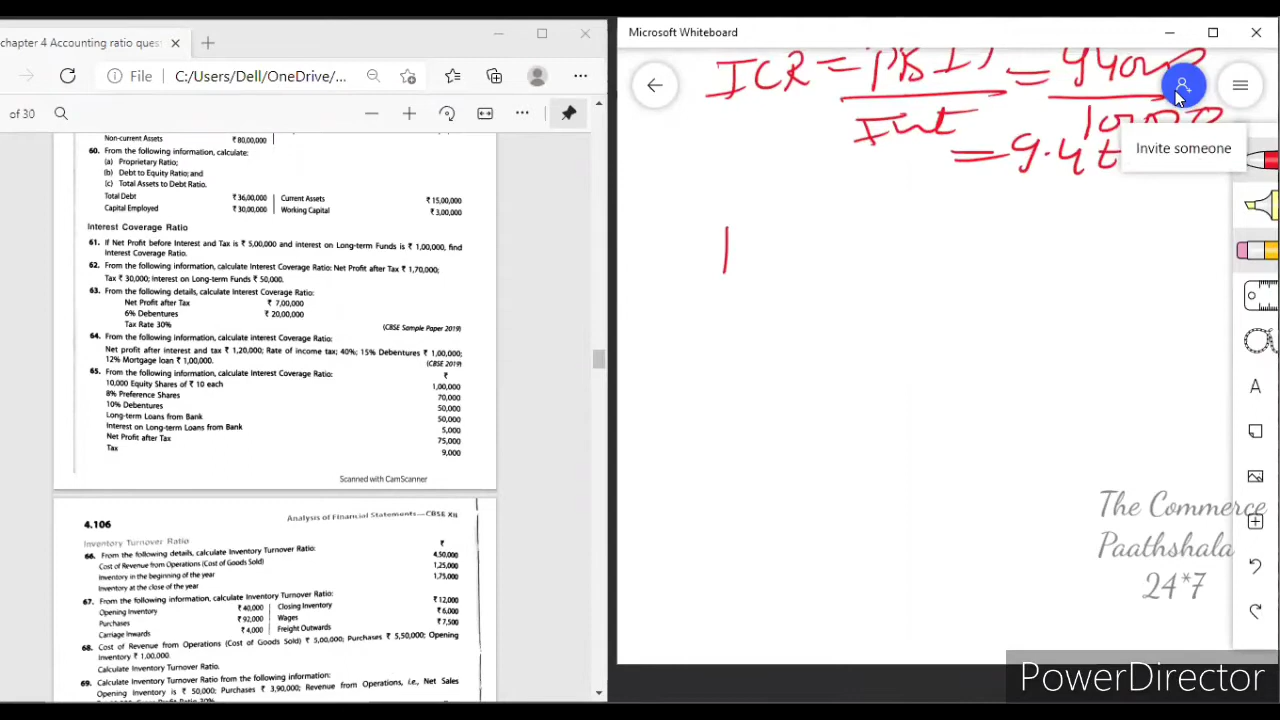 chapter 4 Accounting ratio ques
File
C:/Users/Dell/OneDrive/...
of 30
Non-current Assets ₹ 80,00,000
60. From the following information, calculate:
(a) Proprietary Ratio;
(b) Debt to Equity Ratio; and
(c) Total Assets to Debt Ratio.
Total Debt ₹ 36,00,000 Current Assets ₹ 15,00,000
Capital Employed ₹ 30,00,000 Working Capital ₹ 3,00,000
Interest Coverage Ratio
61. If Net Profit before Interest and Tax is ₹ 5,00,000 and interest on Long-term Funds is ₹ 1,00,000, find
Interest Coverage Ratio.
62. From the following information, calculate Interest Coverage Ratio: Net Profit after Tax ₹ 1,70,000;
Tax ₹ 30,000; Interest on Long-term Funds ₹ 50,000.
63. From the following details, calculate Interest Coverage Ratio:
Net Profit after Tax ₹ 7,00,000
6% Debentures ₹ 20,00,000
Tax Rate 30% (CBSE Sample Paper 2019)
64. From the following information, calculate interest Coverage Ratio:
Net profit after interest and tax ₹ 1,20,000; Rate of income tax; 40%; 15% Debentures ₹ 1,00,000;
12% Mortgage loan ₹ 1,00,000. (CBSE 2019)
65. From the following information, calculate Interest Coverage Ratio: ₹
10,000 Equity Shares of ₹ 10 each 1,00,000
8% Preference Shares 70,000
10% Debentures 50,000
Long-term Loans from Bank 50,000
Interest on Long-term Loans from Bank 5,000
Net Profit after Tax 75,000
Tax 9,000
Scanned with CamScanner
4.106 Analysis of Financial Statements—CBSE XII
Inventory Turnover Ratio
66. From the following details, calculate Inventory Turnover Ratio: ₹
Cost of Revenue from Operations (Cost of Goods Sold) 4,50,000
Inventory in the beginning of the year 1,25,000
Inventory at the close of the year 1,75,000
67. From the following information, calculate Inventory Turnover Ratio:
Opening Inventory ₹ 40,000 Closing Inventory ₹ 12,000
Purchases ₹ 92,000 Wages ₹ 6,000
Carriage Inwards ₹ 4,000 Freight Outwards ₹ 7,500
68. Cost of Revenue from Operations (Cost of Goods Sold) ₹ 5,00,000; Purchases ₹ 5,50,000; Opening
Inventory ₹ 1,00,000.
Calculate Inventory Turnover Ratio.
69. Calculate Inventory Turnover Ratio from the following information:
Opening Inventory is ₹ 50,000; Purchases ₹ 3,90,000; Revenue from Operations, i.e., Net Sales
Microsoft Whiteboard
ICR = PBIT =
Int
= 9.4 t
Invite someone
The Commerce
Paathshala
24*7
PowerDirector